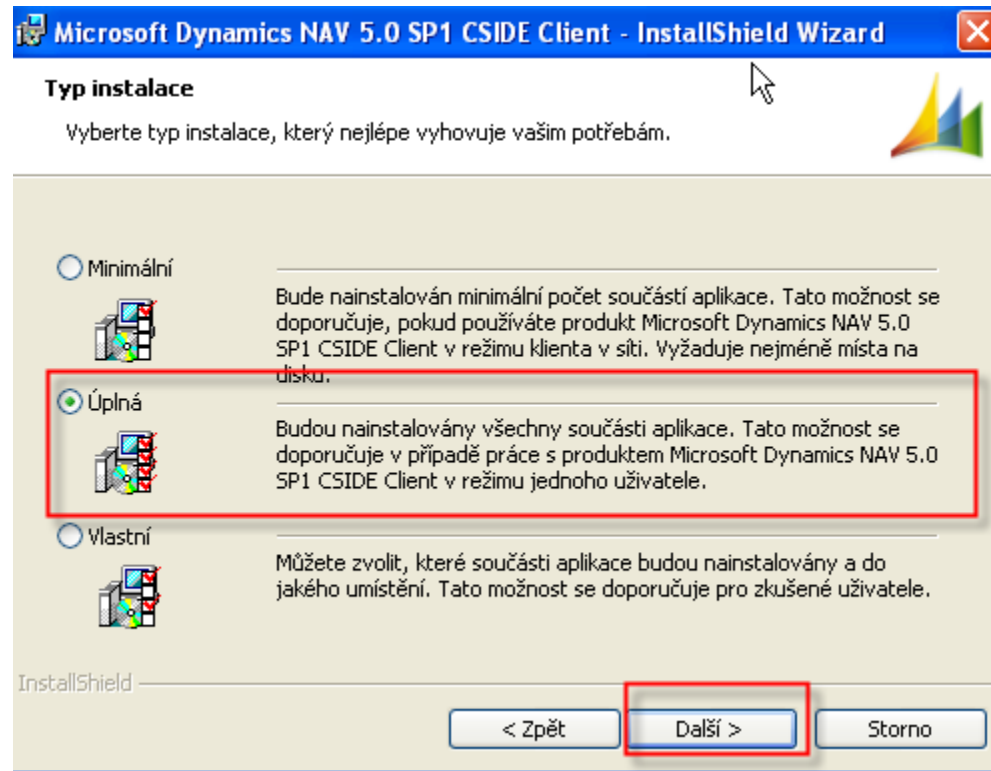 Microsoft Dynamics NAV 5.0 SP1 CSIDE Client - InstallShield Wizard
Typ instalace
Vyberte typ instalace, který nejlépe vyhovuje vašim potřebám.
Minimální
Bude nainstalován minimální počet součástí aplikace. Tato možnost se
doporučuje, pokud používáte produkt Microsoft Dynamics NAV 5.0
SP1 CSIDE Client v režimu klienta v síti. Vyžaduje nejméně místa na
disku.
Úplná
Budou nainstalovány všechny součásti aplikace. Tato možnost se
doporučuje v případě práce s produktem Microsoft Dynamics NAV 5.0
SP1 CSIDE Client v režimu jednoho uživatele.
Vlastní
Můžete zvolit, které součásti aplikace budou nainstalovány a do
jakého umístění. Tato možnost se doporučuje pro zkušené uživatele.
InstallShield
< Zpět
Další >
Storno